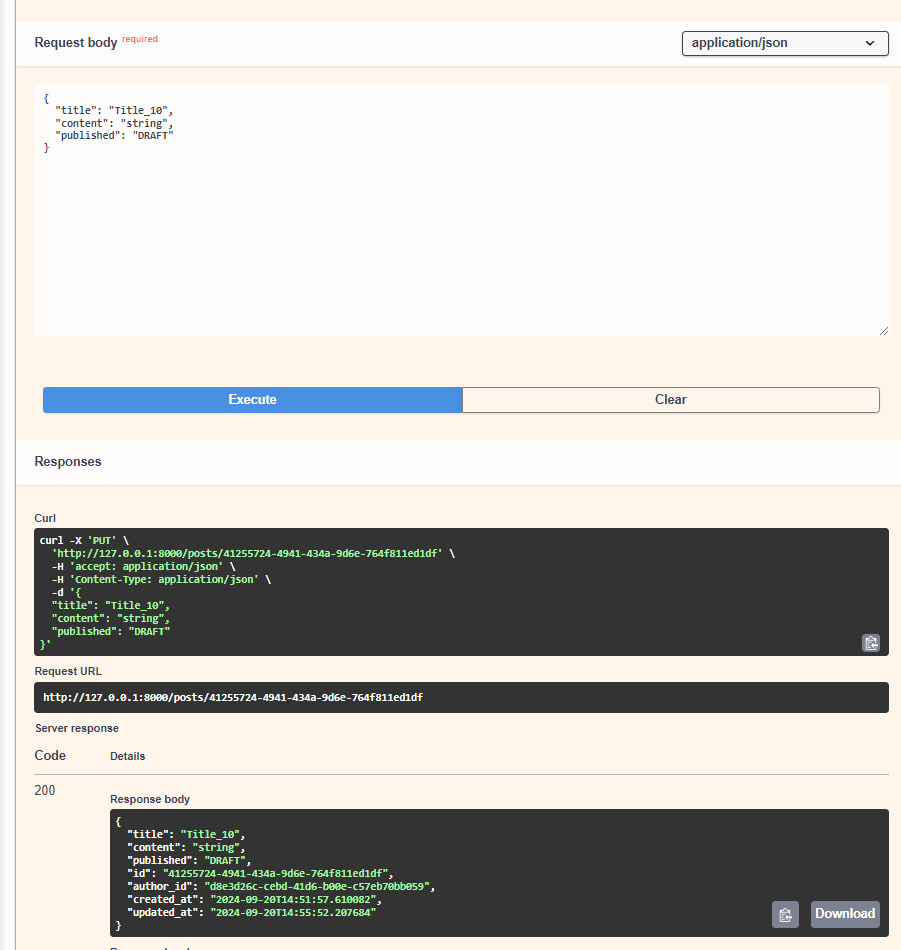 Request body required
application/json
{
  "title": "Title_10",
  "content": "string",
  "published": "DRAFT"
}
Execute
Clear
Responses
Curl
curl -X 'PUT' \
  'http://127.0.0.1:8000/posts/41255724-4941-434a-9d6e-764f811ed1df' \
  -H 'accept: application/json' \
  -H 'Content-Type: application/json' \
  -d '{
  "title": "Title_10",
  "content": "string",
  "published": "DRAFT"
}'
Request URL
http://127.0.0.1:8000/posts/41255724-4941-434a-9d6e-764f811ed1df
Server response
Code
Details
200
Response body
{
  "title": "Title_10",
  "content": "string",
  "published": "DRAFT",
  "id": "41255724-4941-434a-9d6e-764f811ed1df",
  "author_id": "d8e3d26c-cebd-41d6-b00e-c57eb70bb059",
  "created_at": "2024-09-20T14:51:57.610082",
  "updated_at": "2024-09-20T14:55:52.207684"
}
Download